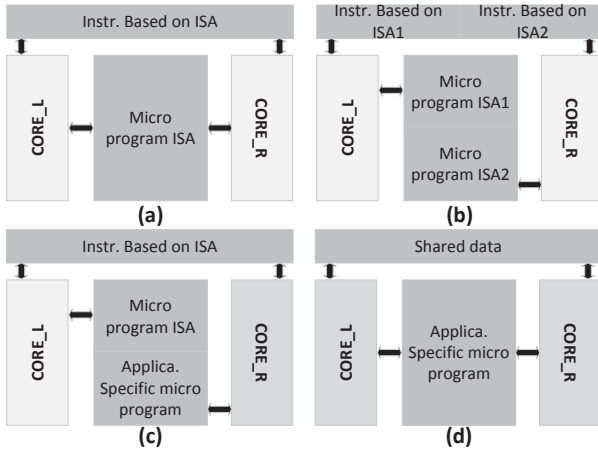 Instr. Based on ISA
CORE_L
Micro
program ISA
CORE_R
(a)
Instr. Based on
ISA1
Instr. Based on
ISA2
CORE_L
Micro
program ISA1
Micro
program ISA2
CORE_R
(b)
Instr. Based on ISA
CORE_L
Micro
program ISA
Applica.
Specific micro
program
CORE_R
(c)
Shared data
CORE_L
Applica.
Specific micro
program
CORE_R
(d)